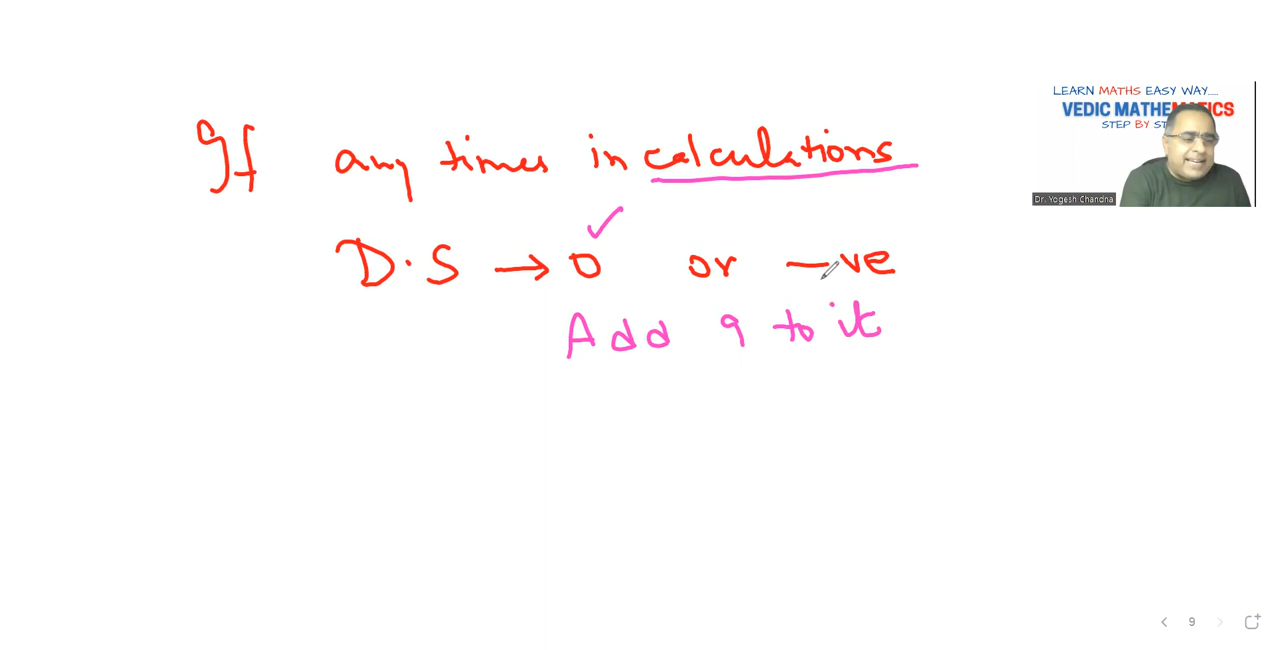 LEARN MATHS EASY WAY.....
VEDIC MATHEMATICS
STEP BY ST
Dr. Yogesh Chandna
If any times in calculations
D.S → 0 or -ve
Add 9 to it
9